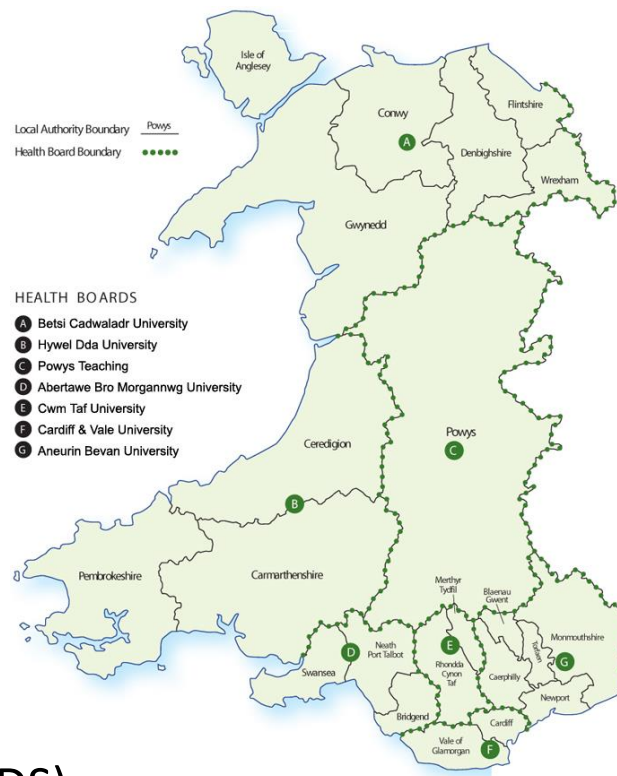 Isle of
Anglesey
Local Authority Boundary Powys
Health Board Boundary
Conwy
A
Flintshire
Denbighshire
Wrexham
Gwynedd
HEALTH BOARDS
A Betsi Cadwaladr University
B Hywel Dda University
C Powys Teaching
D Abertawe Bro Morgannwg University
E Cwm Taf University
F Cardiff & Vale University
G Aneurin Bevan University
Ceredigion
Powys
C
B
Pembrokeshire
Carmarthenshire
Merthyr
Tydfil
Blaenau
Gwent
Swansea
D
Neath
Port Talbot
E
Rhondda
Cynon
Taf
Caerphilly
Torfaen
Monmouthshire
G
Newport
Bridgend
Cardiff
Vale of
Glamorgan
F
DS)